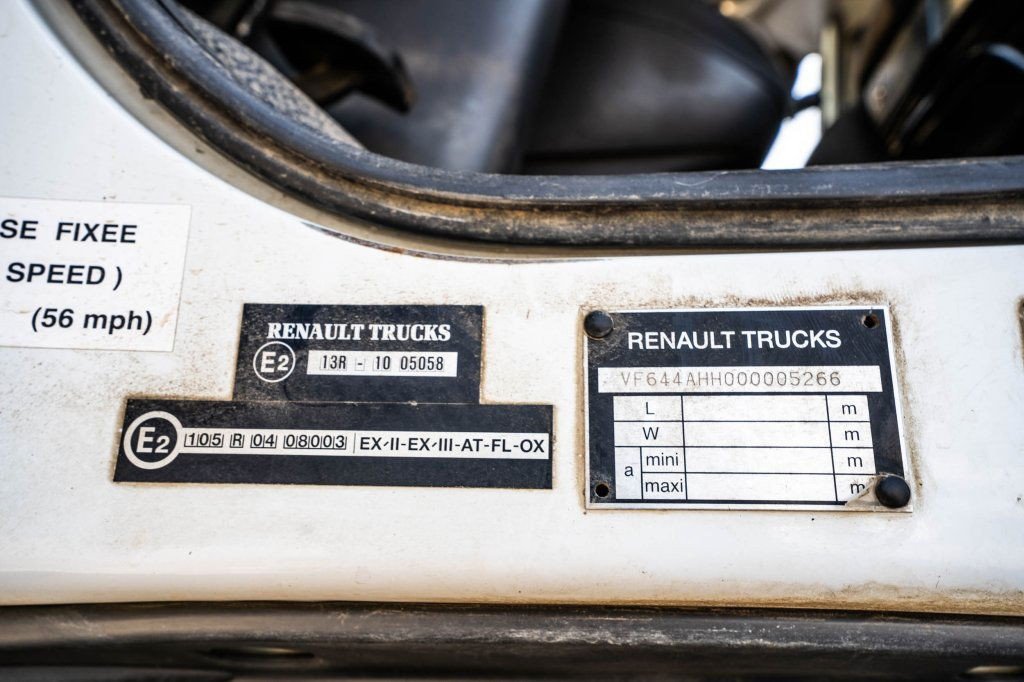 SE FIXÉE
SPEED )
(56 mph)
RENAULT TRUCKS
E2 13R - 10 05058
E2 105 R 04 08003 EX-II-EX-III-AT-FL-OX
RENAULT TRUCKS
VF644AHH000005266
L m
W m
a mini m
maxi m